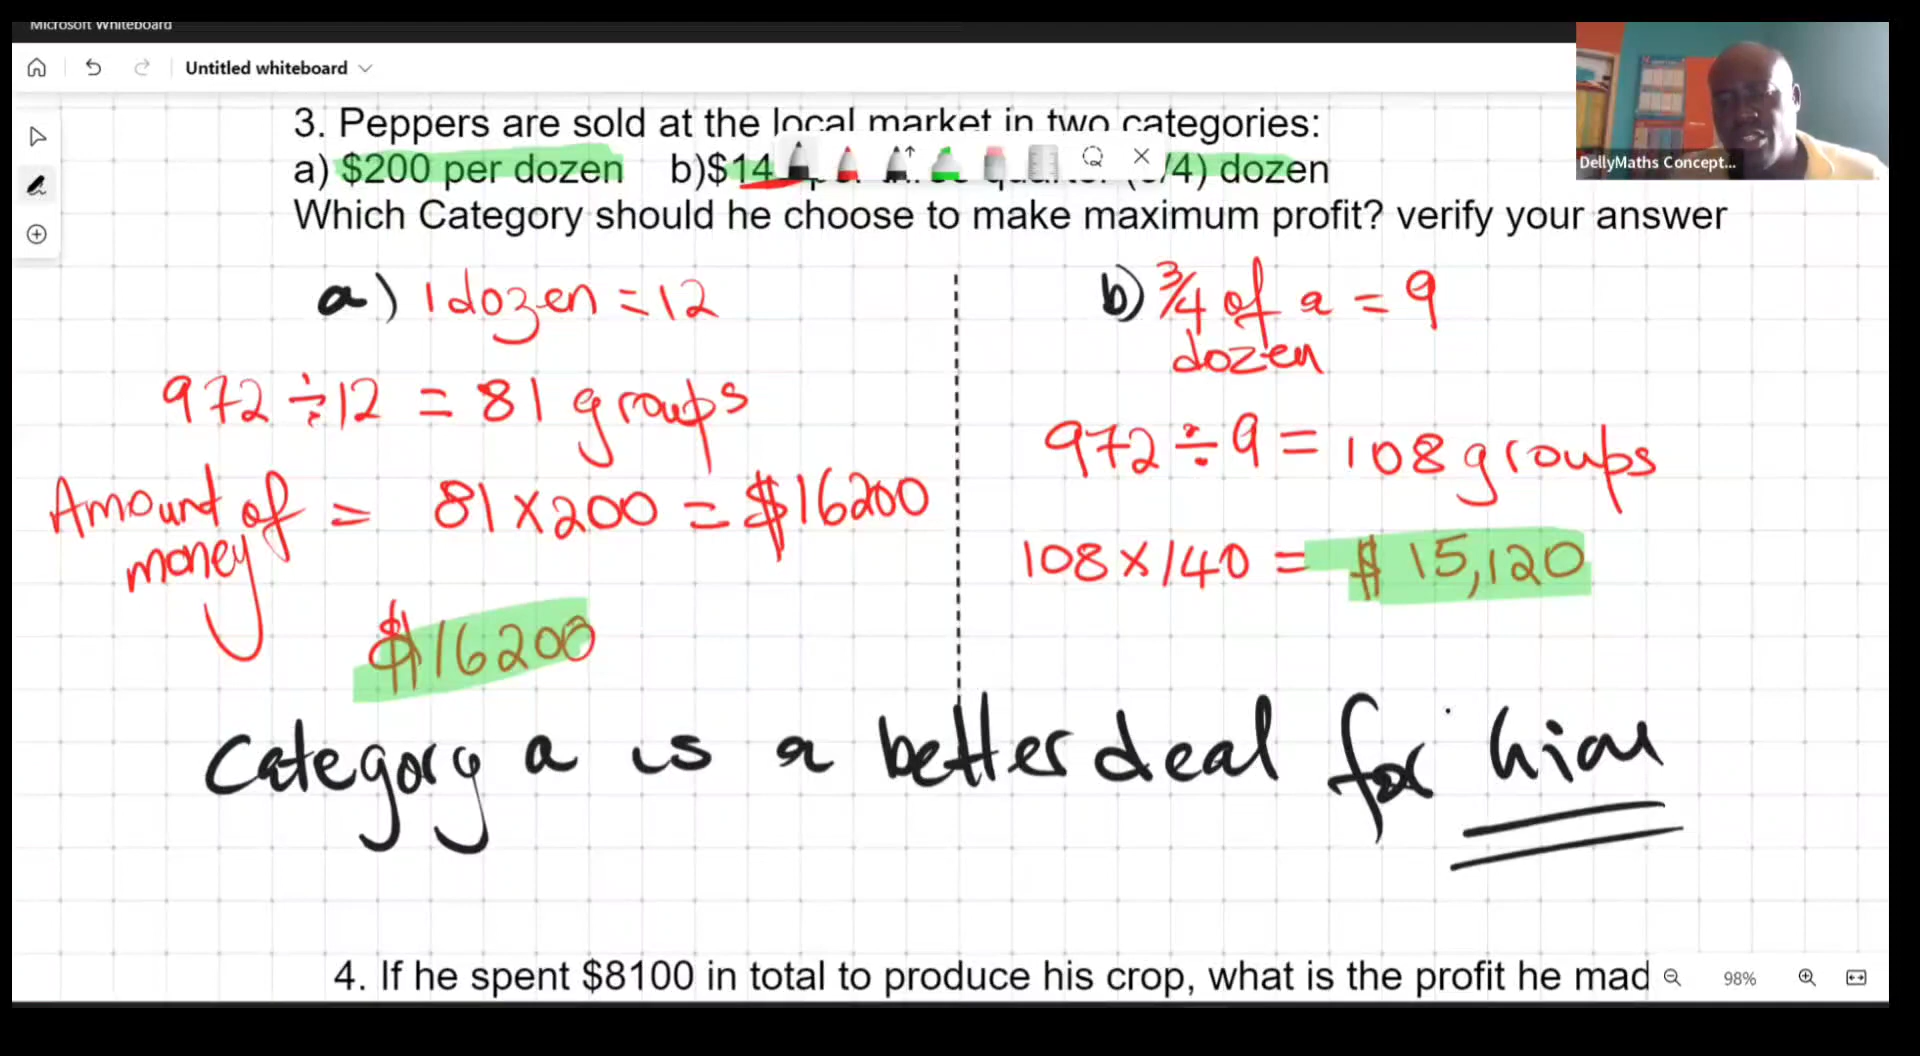 Microsoft Whiteboard
Untitled whiteboard
DellyMaths Concept...
3. Peppers are sold at the local market in two categories:
a) $200 per dozen b)$14 /4) dozen
Which Category should he choose to make maximum profit? verify your answer
a) 1 dozen = 12
972 ÷ 12 = 81 groups
Amount of money = 81 x 200 = $16200
$16200
b) 3/4 of a dozen = 9
972 ÷ 9 = 108 groups
108 x 140 = $ 15,120
Category a is a better deal for him
4. If he spent $8100 in total to produce his crop, what is the profit he mad
98%